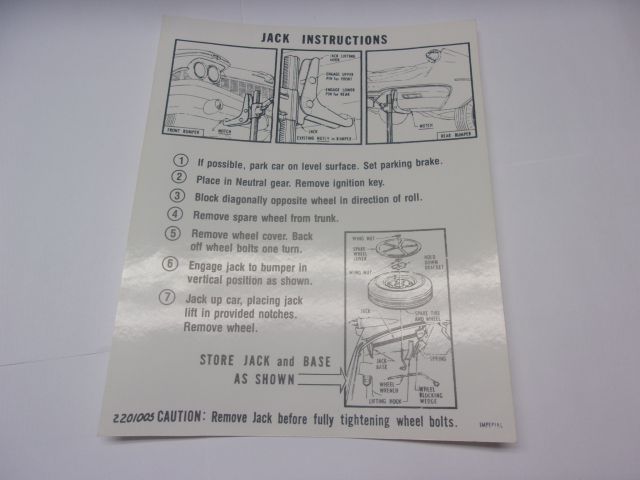 JACK INSTRUCTIONS
JACK LIFTING
HOOK
ENGAGE UPPER
PIN for FRONT
ENGAGE LOWER
PIN for REAR
FRONT BUMPER
NOTCH
JACK
EXISTING NOTCH in BUMPER
NOTCH
REAR BUMPER
1 If possible, park car on level surface. Set parking brake.
2 Place in Neutral gear. Remove ignition key.
3 Block diagonally opposite wheel in direction of roll.
4 Remove spare wheel from trunk.
5 Remove wheel cover. Back
off wheel bolts one turn.
6 Engage jack to bumper in
vertical position as shown.
7 Jack up car, placing jack
lift in provided notches.
Remove wheel.
WING NUT
SPARE
WHEEL
COVER
HOLD
DOWN
BRACKET
WING NUT
JACK
SPARE TIRE
AND WHEEL
JACK
BASE
SPRING
WHEEL
WRENCH
WHEEL
BLOCKING
WEDGE
LIFTING HOOK
STORE JACK and BASE
AS SHOWN
2201005 CAUTION: Remove Jack before fully tightening wheel bolts.
IMPERIAL